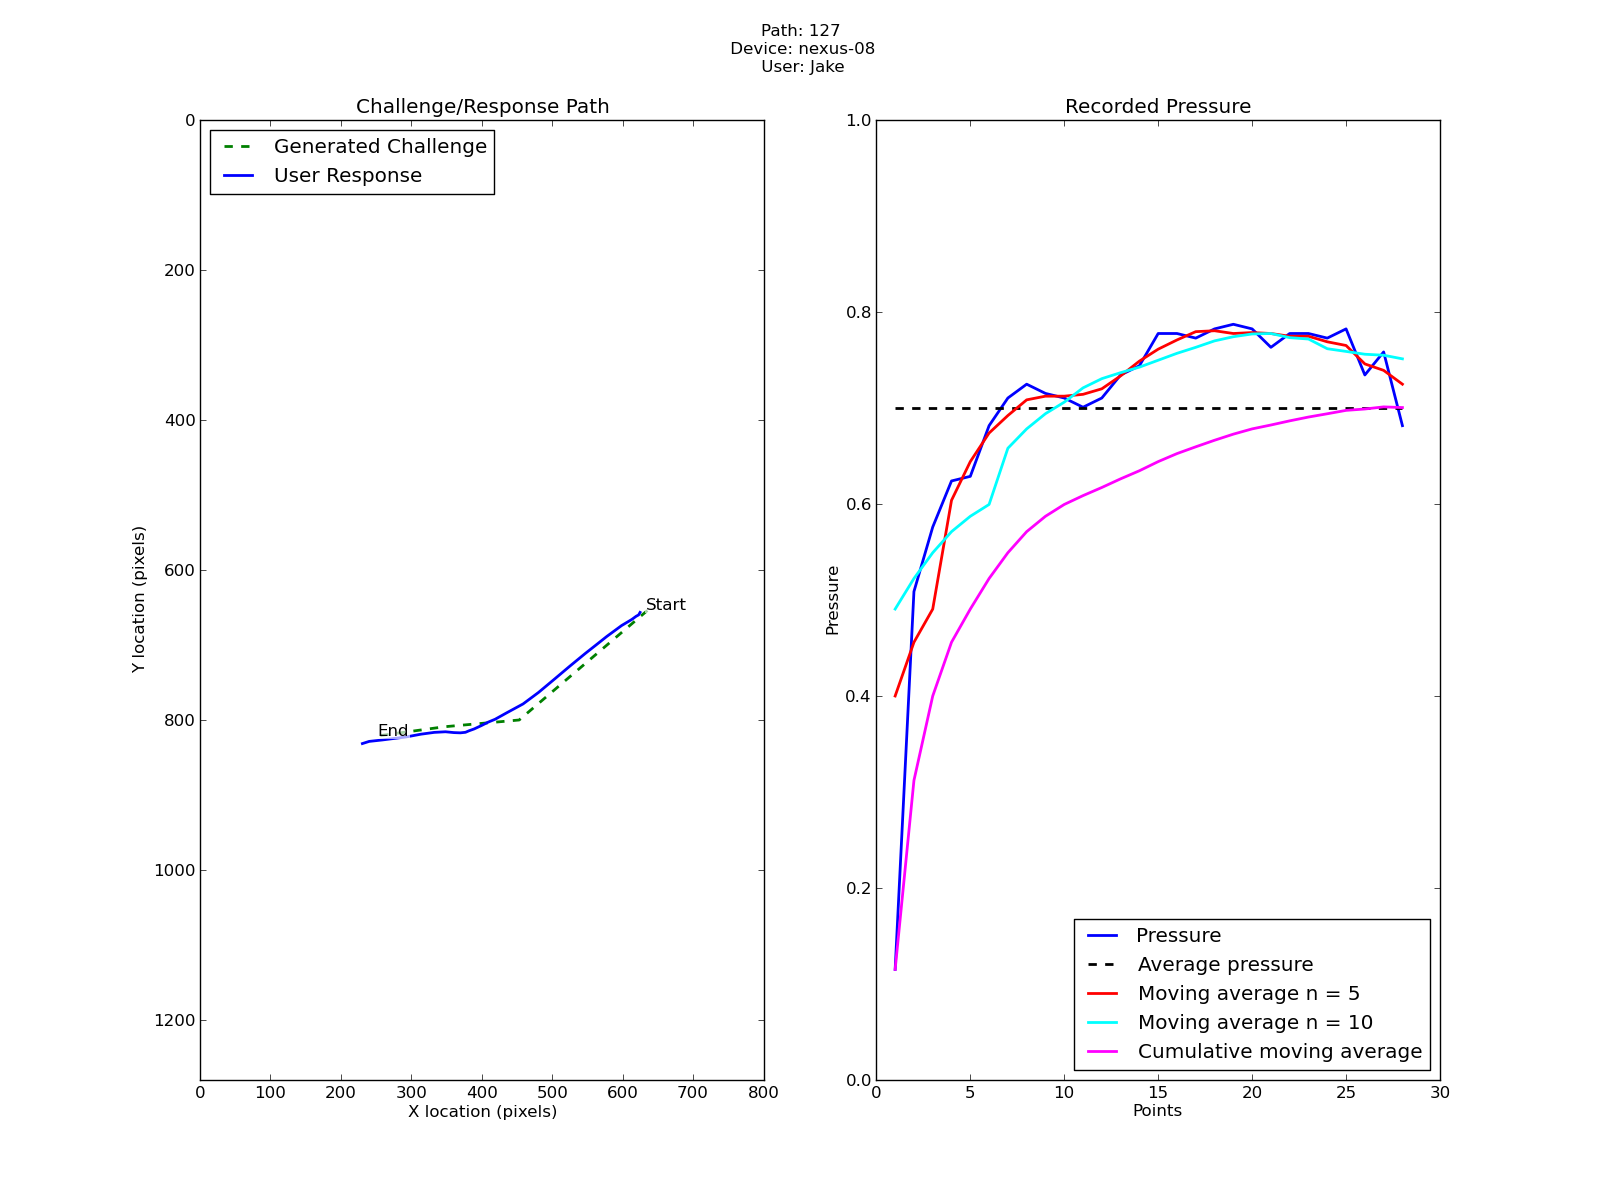 Path: 127
Device: nexus-08
User: Jake
Challenge/Response Path
0
200
400
600
800
1000
1200
Y location (pixels)
Generated Challenge
User Response
Start
End
0 100 200 300 400 500 600 700 800
X location (pixels)
Recorded Pressure
1.0
0.8
0.6
0.4
0.2
0.0
Pressure
Pressure
Average pressure
Moving average n = 5
Moving average n = 10
Cumulative moving average
0 5 10 15 20 25 30
Points